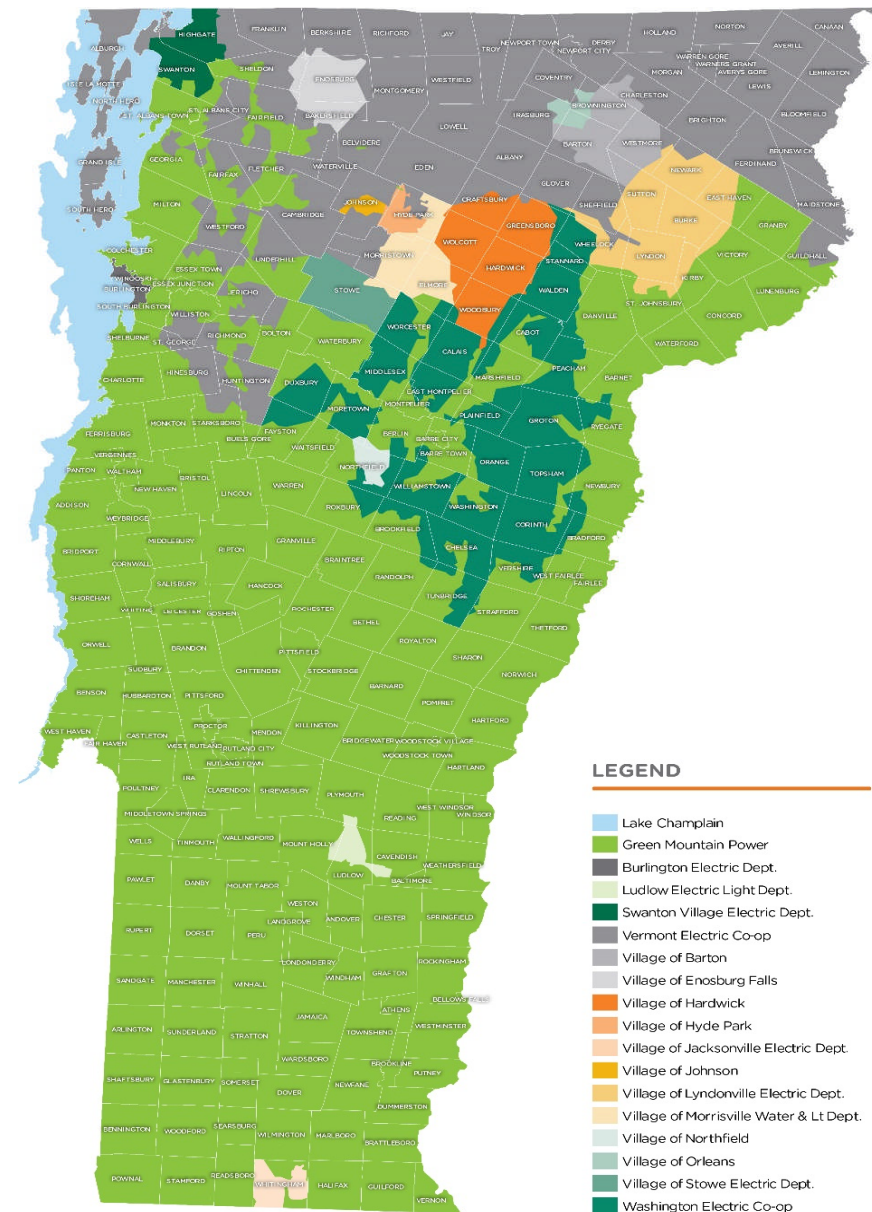 FRANKLIN
BERKSHIRE
RICHFORD
JAY
NEWPORT TOWN
DERBY
HOLLAND
NORTON
CANAAN
HIGHGATE
ALBURGH
TROY
NEWPORT CITY
AVERILL
WARREN GORE
WARNERS GRANT
AVERYS GORE
SWANTON
SHELDON
ENOSBURG
WESTFIELD
COVENTRY
MORGAN
LEMINGTON
ISLE LA MOTTE
MONTGOMERY
CHARLESTON
LEWIS
NORTH HERO
ST. ALBANS CITY
ST. ALBANS TOWN
FAIRFIELD
BAKERSFIELD
BROWNINGTON
IRASBURG
BLOOMFIELD
BRIGHTON
LOWELL
BELVIDERE
BARTON
WESTMORE
GEORGIA
GRAND ISLE
FLETCHER
WATERVILLE
EDEN
ALBANY
BRUNSWICK
FERDINAND
FAIRFAX
GLOVER
NEWARK
SUTTON
EAST HAVEN
MAIDSTONE
SOUTH HERO
MILTON
JOHNSON
CRAFTSBURY
SHEFFIELD
CAMBRIDGE
HYDE PARK
GREENSBORO
BURKE
GRANBY
WESTFORD
WOLCOTT
WHEELOCK
COLCHESTER
UNDERHILL
MORRISTOWN
STANNARD
LYNDON
VICTORY
GUILDHALL
ESSEX TOWN
HARDWICK
WINOOSKI
ESSEX JUNCTION
JERICHO
STOWE
ELMORE
WALDEN
KIRBY
LUNENBURG
BURLINGTON
SOUTH BURLINGTON
WILLISTON
WOODBURY
ST. JOHNSBURY
DANVILLE
CONCORD
WORCESTER
CABOT
SHELBURNE
ST. GEORGE
RICHMOND
BOLTON
WATERBURY
CALAIS
WATERFORD
CHARLOTTE
HINESBURG
HUNTINGTON
DUXBURY
MIDDLESEX
MARSHFIELD
PEACHAM
BARNET
EAST MONTPELIER
MORETOWN
MONTPELIER
PLAINFIELD
GROTON
RYEGATE
FERRISBURG
MONKTON
STARKSBORO
BUELS GORE
FAYSTON
WAITSFIELD
BERLIN
BARRE CITY
BARRE TOWN
VERGENNES
PANTON
WALTHAM
NEW HAVEN
BRISTOL
LINCOLN
WARREN
NORTHFIELD
ORANGE
TOPSHAM
WILLIAMSTOWN
NEWBURY
ADDISON
WEYBRIDGE
ROXBURY
WASHINGTON
CORINTH
BRADFORD
BROOKFIELD
BRIDPORT
MIDDLEBURY
RIPTON
GRANVILLE
CHELSEA
CORNWALL
BRAINTREE
VERSHIRE
WEST FAIRLEE
FAIRLEE
SALISBURY
HANCOCK
RANDOLPH
SHOREHAM
TUNBRIDGE
WHITING
LEICESTER
GOSHEN
ROCHESTER
STRAFFORD
BETHEL
THETFORD
ORWELL
BRANDON
ROYALTON
PITTSFIELD
SHARON
SUDBURY
CHITTENDEN
STOCKBRIDGE
NORWICH
BENSON
HUBBARDTON
PITTSFORD
BARNARD
POMFRET
PROCTOR
KILLINGTON
HARTFORD
WEST HAVEN
FAIR HAVEN
CASTLETON
MENDON
WEST RUTLAND
RUTLAND CITY
BRIDGEWATER
WOODSTOCK VILLAGE
WOODSTOCK TOWN
RUTLAND TOWN
HARTLAND
IRA
POULTNEY
CLARENDON
SHREWSBURY
PLYMOUTH
MIDDLETOWN SPRINGS
READING
WEST WINDSOR
WINDSOR
WELLS
TINMOUTH
WALLINGFORD
MOUNT HOLLY
CAVENDISH
WEATHERSFIELD
LUDLOW
BALTIMORE
PAWLET
DANBY
MOUNT TABOR
WESTON
LANDGROVE
ANDOVER
CHESTER
SPRINGFIELD
RUPERT
DORSET
PERU
LONDONDERRY
ROCKINGHAM
GRAFTON
WINDHAM
SANDGATE
MANCHESTER
WINHALL
BELLOWS FALLS
ATHENS
JAMAICA
ARLINGTON
SUNDERLAND
STRATTON
TOWNSHEND
WESTMINSTER
WARDSBORO
BROOKLINE
PUTNEY
SHAFTSBURY
GLASTENBURY
SOMERSET
DOVER
NEWFANE
DUMMERSTON
BENNINGTON
WOODFORD
SEARSBURG
WILMINGTON
MARLBORO
BRATTLEBORO
POWNAL
STAMFORD
READSBORO
WHITINGHAM
HALIFAX
GUILFORD
VERNON
LEGEND
Lake Champlain
Green Mountain Power
Burlington Electric Dept.
Ludlow Electric Light Dept.
Swanton Village Electric Dept.
Vermont Electric Co-op
Village of Barton
Village of Enosburg Falls
Village of Hardwick
Village of Hyde Park
Village of Jacksonville Electric Dept.
Village of Johnson
Village of Lyndonville Electric Dept.
Village of Morrisville Water & Lt Dept.
Village of Northfield
Village of Orleans
Village of Stowe Electric Dept.
Washington Electric Co-op